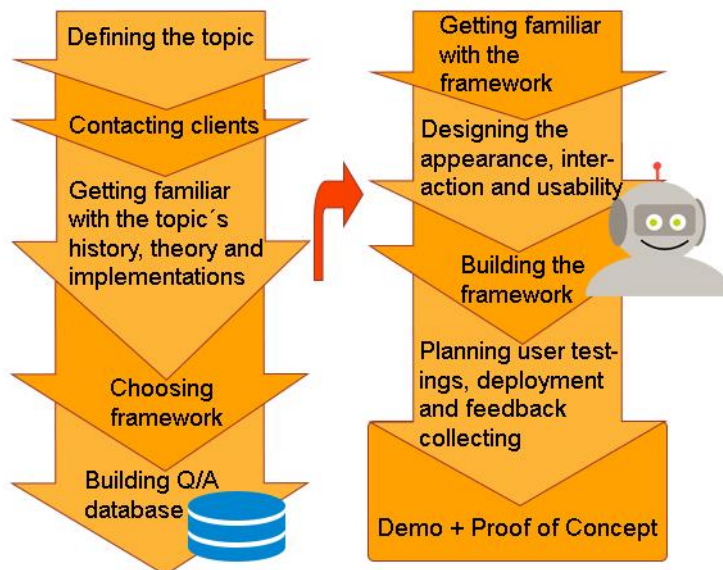 Defining the topic
Contacting clients
Getting familiar
with the topic´s
history, theory and
implementations
Choosing
framework
Building Q/A
database
Getting familiar
with the
framework
Designing the
appearance, inter-
action and usability
Building the
framework
Planning user test-
ings, deployment
and feedback
collecting
Demo + Proof of Concept